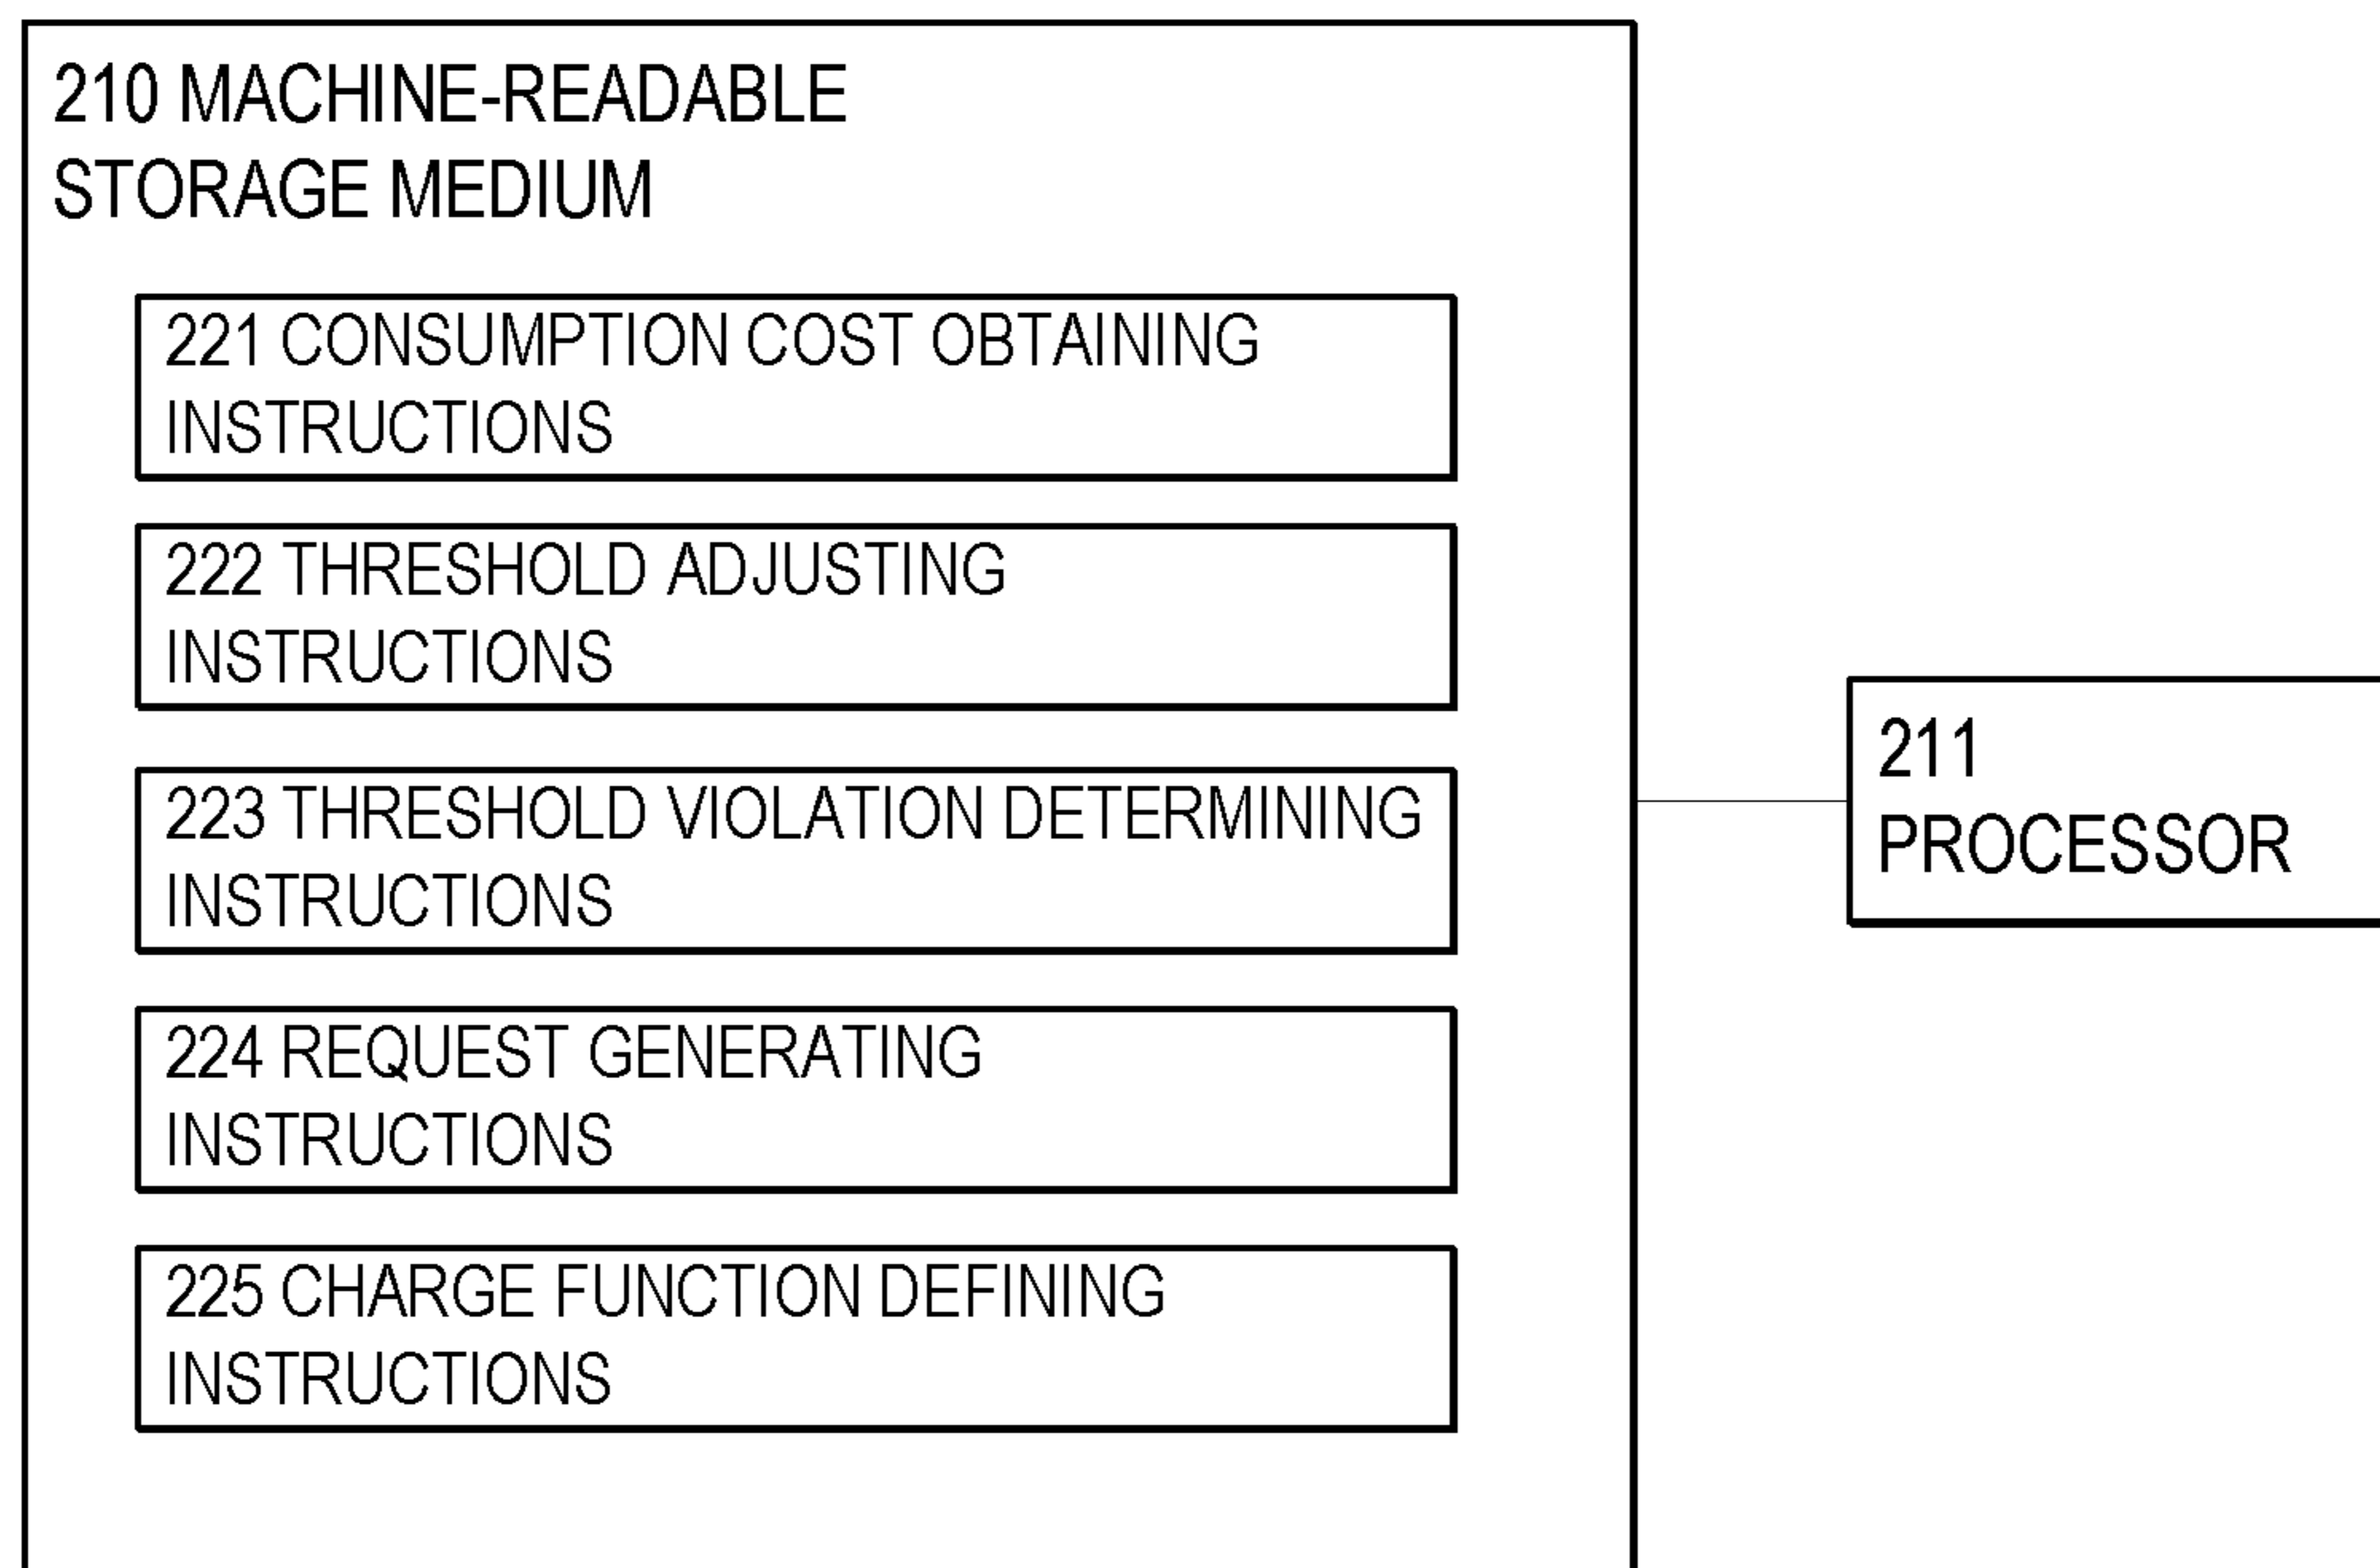 210 MACHINE-READABLE
STORAGE MEDIUM
221 CONSUMPTION COST OBTAINING
INSTRUCTIONS
222 THRESHOLD ADJUSTING
INSTRUCTIONS
223 THRESHOLD VIOLATION DETERMINING
INSTRUCTIONS
224 REQUEST GENERATING
INSTRUCTIONS
225 CHARGE FUNCTION DEFINING
INSTRUCTIONS
211
PROCESSOR